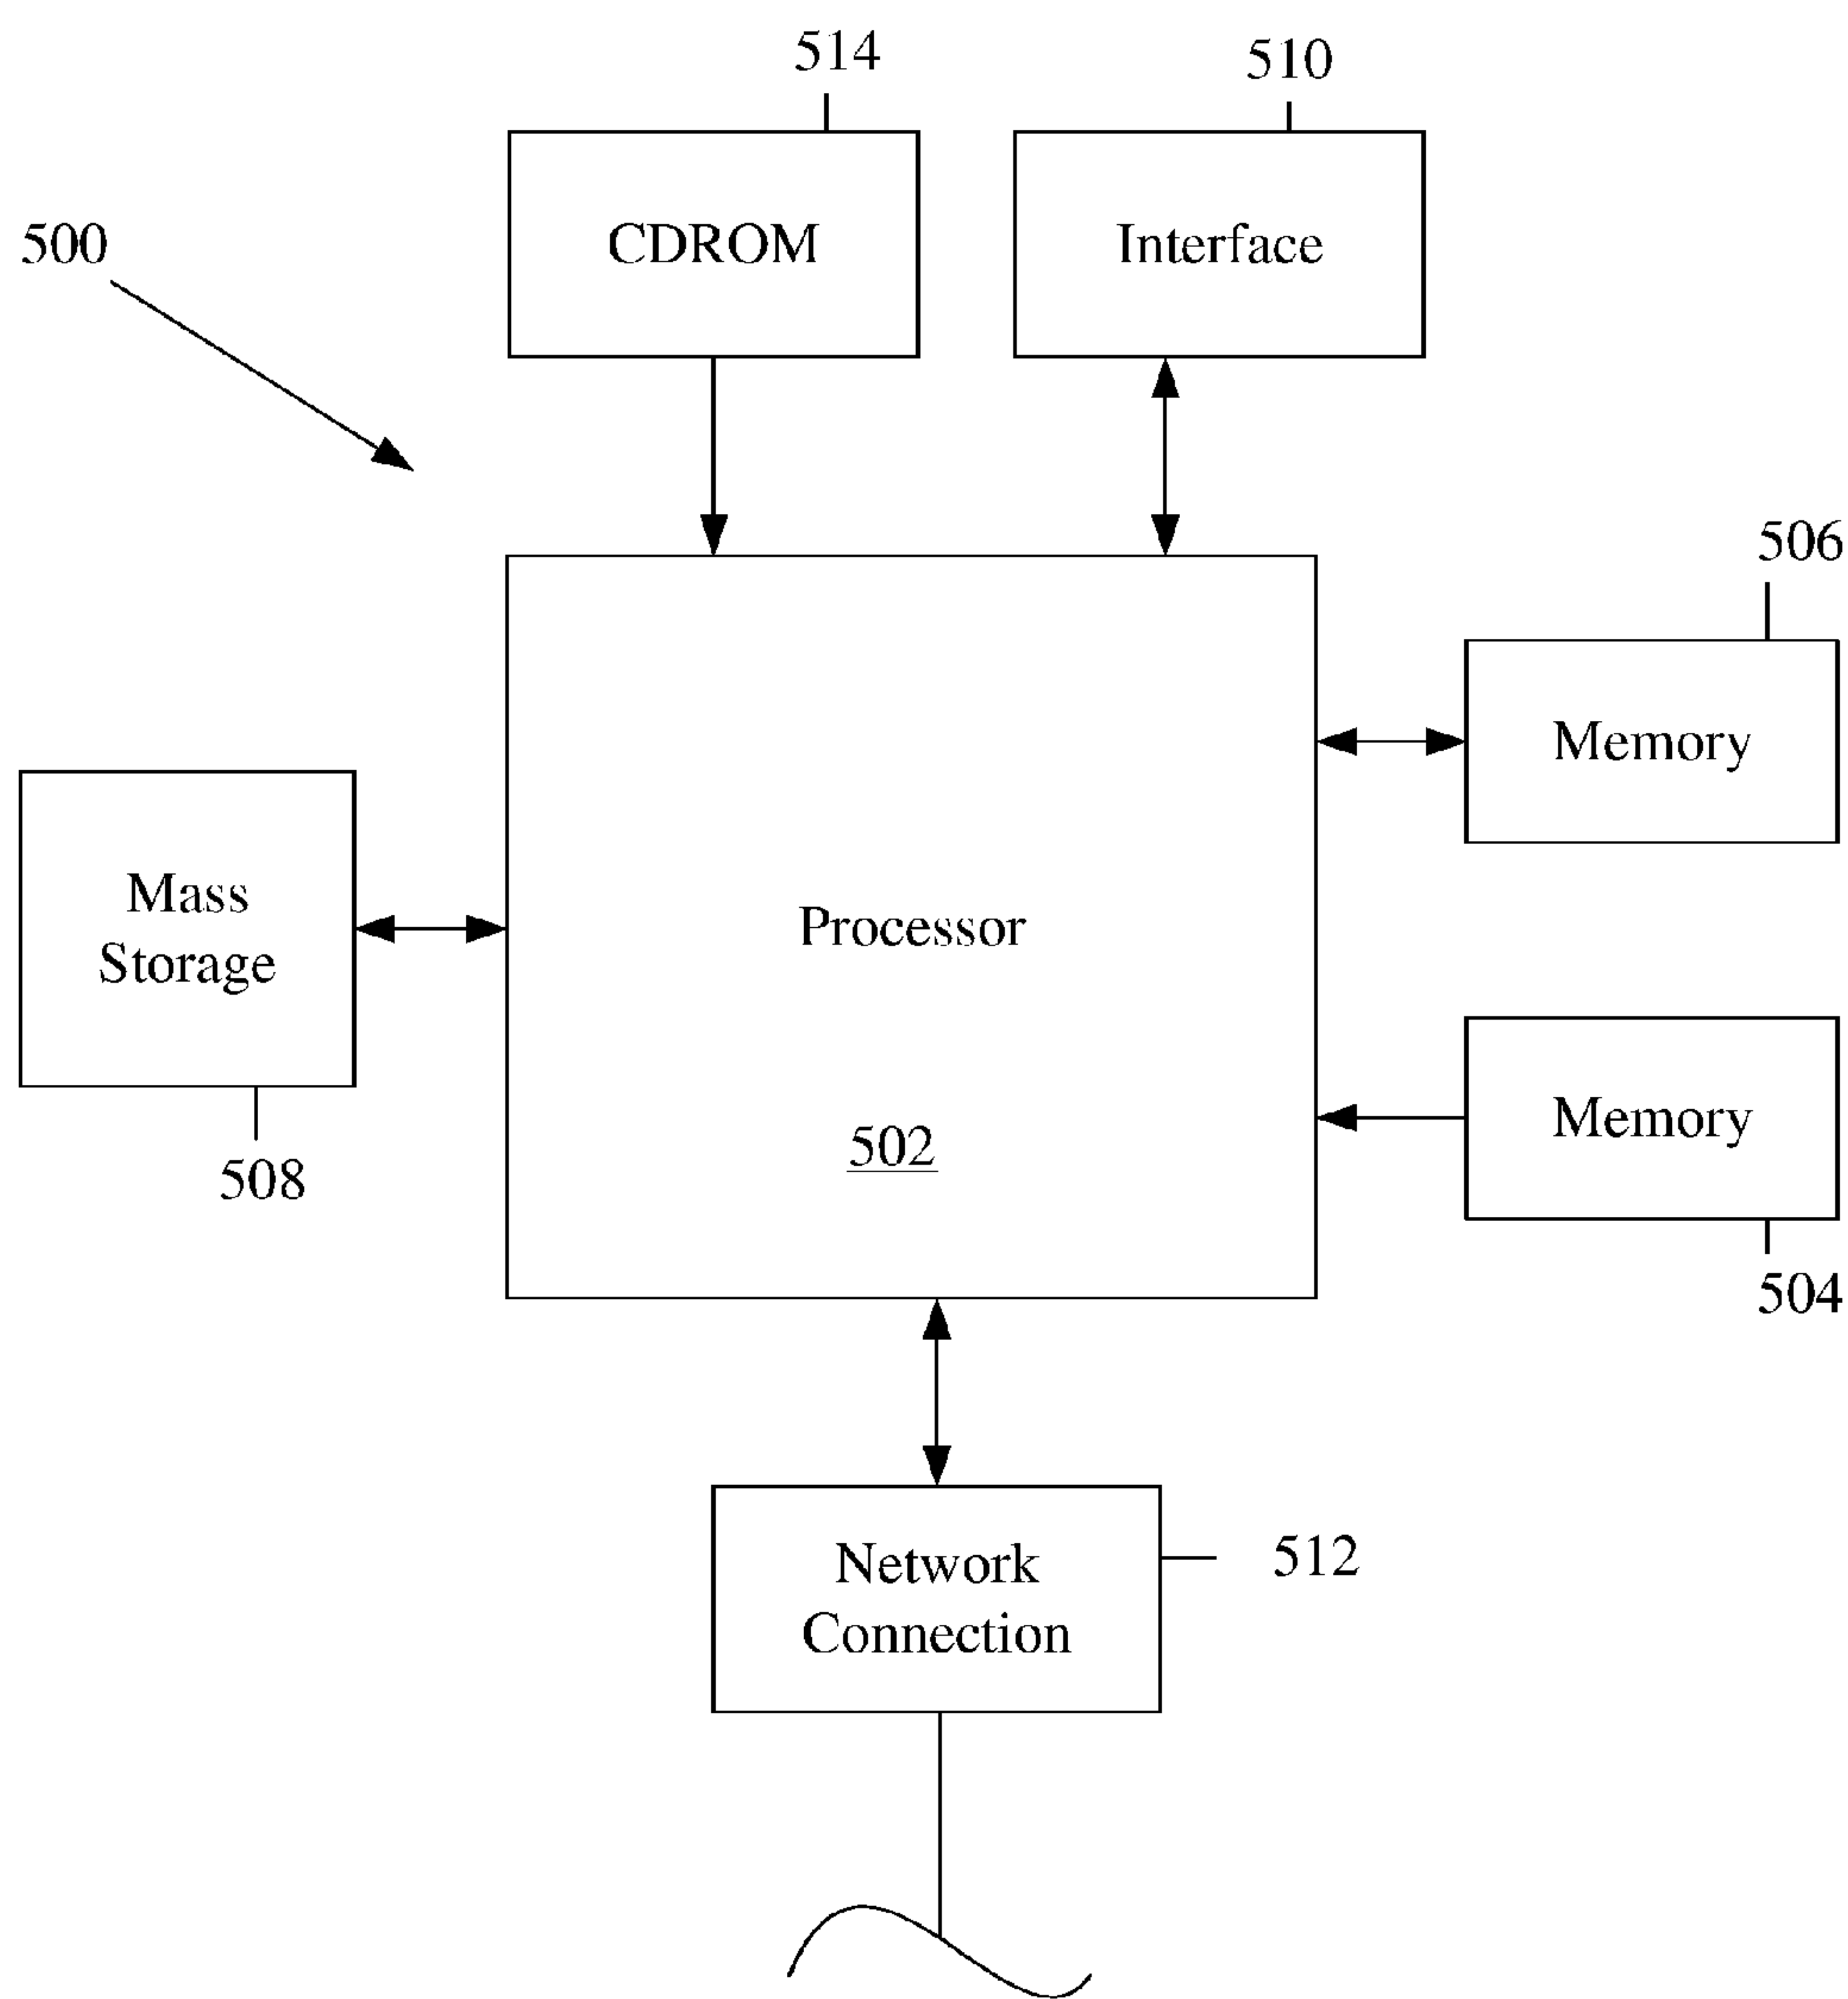 514
510
500
CDROM
Interface
506
Memory
Mass
Storage
Processor
Memory
502
508
504
Network
Connection
512